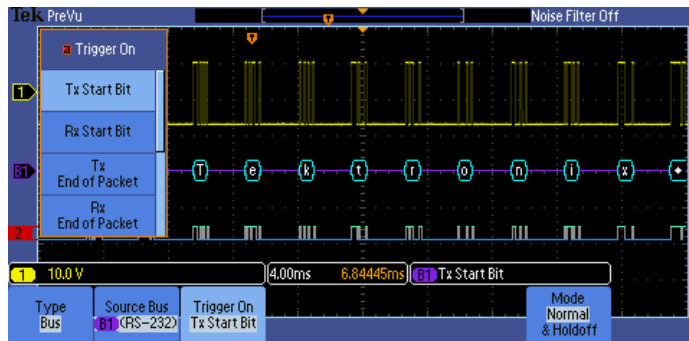 Tek PreVu Noise Filter Off
a Trigger On
Tx Start Bit
Rx Start Bit
Tx
End of Packet
Rx
End of Packet
1
B1 T e k t r o n i x
2
1 10.0 V 4.00ms 6.84445ms B1 Tx Start Bit
Type Source Bus Trigger On Mode
Bus B1 (RS-232) Tx Start Bit Normal
& Holdoff